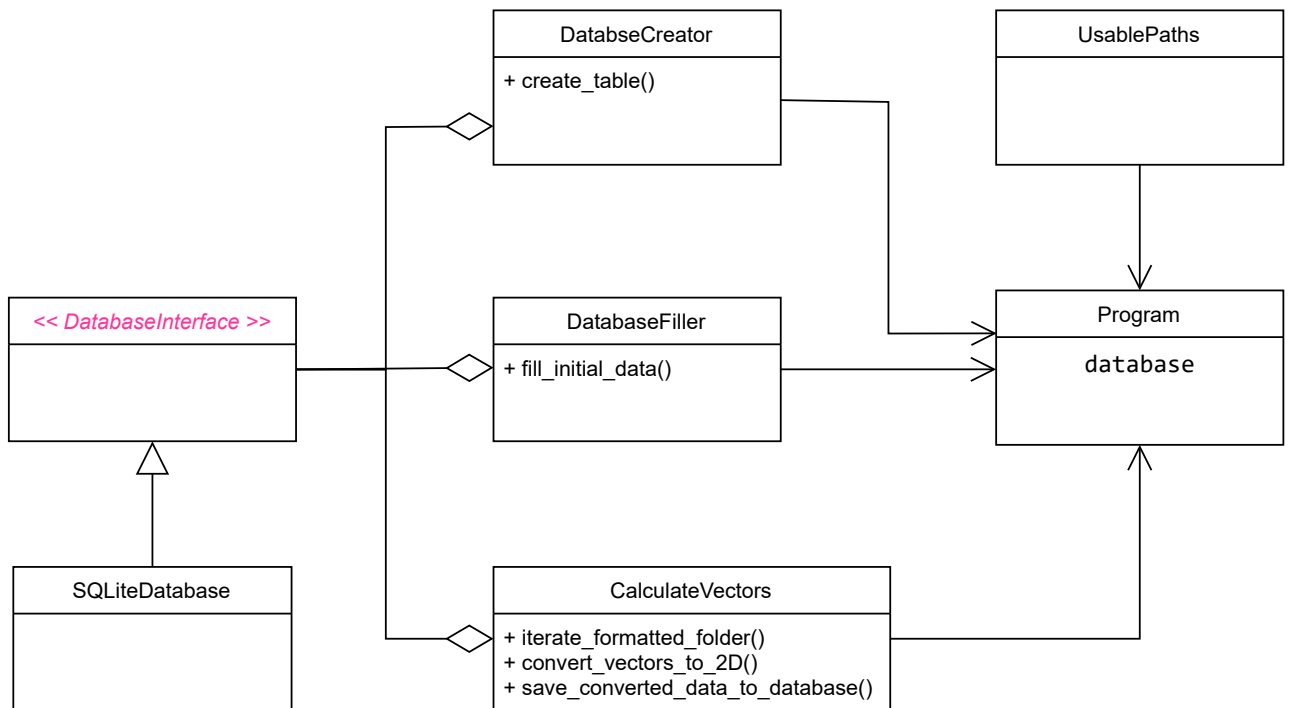 DatabseCreator
+ create_table()
UsablePaths
<< DatabaseInterface >>
DatabaseFiller
+ fill_initial_data()
Program
database
SQLiteDatabase
CalculateVectors
+ iterate_formatted_folder()
+ convert_vectors_to_2D()
+ save_converted_data_to_database()